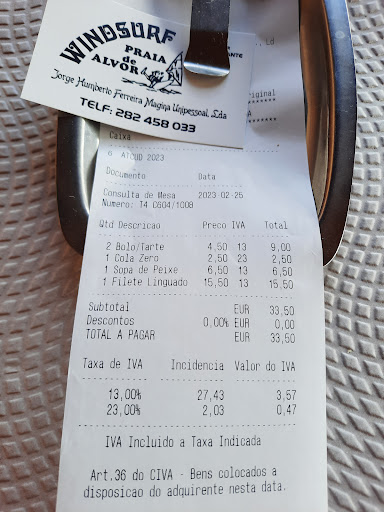 WINDSURF
PRAIA
de
ALVOR
Jorge Humberto Ferreira Magina Unipessoal, Lda
TELF: 282 458 033
Ld
Caixa
6 ATCUD 2023
Documento Data
Consulta de Mesa 2023-02-25
Numero: T4 C604/1008
Qtd Descricao Preco IVA Total
2 Bolo/Tarte 4,50 13 9,00
1 Cola Zero 2,50 23 2,50
1 Sopa de Peixe 6,50 13 6,50
1 Filete Linguado 15,50 13 15,50
Subtotal EUR 33,50
Descontos 0,00% EUR 0,00
TOTAL A PAGAR EUR 33,50
Taxa de IVA Incidencia Valor do IVA
13,00% 27,43 3,57
23,00% 2,03 0,47
IVA Incluido a Taxa Indicada
Art.36 do CIVA - Bens colocados a
disposicao do adquirente nesta data.